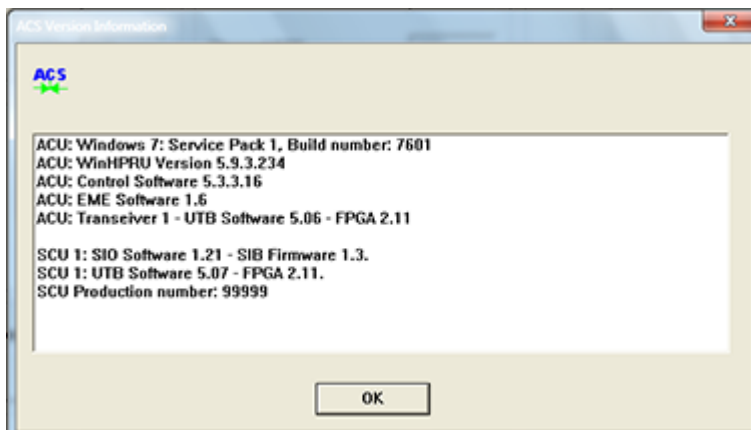 ACS Version Information
ACS
ACU: Windows 7: Service Pack 1, Build number: 7601
ACU: WinHPRU Version 5.9.3.234
ACU: Control Software 5.3.3.16
ACU: EME Software 1.6
ACU: Transeiver 1 - UTB Software 5.06 - FPGA 2.11
SCU 1: SIO Software 1.21 - SIB Firmware 1.3.
SCU 1: UTB Software 5.07 - FPGA 2.11.
SCU Production number: 99999
OK